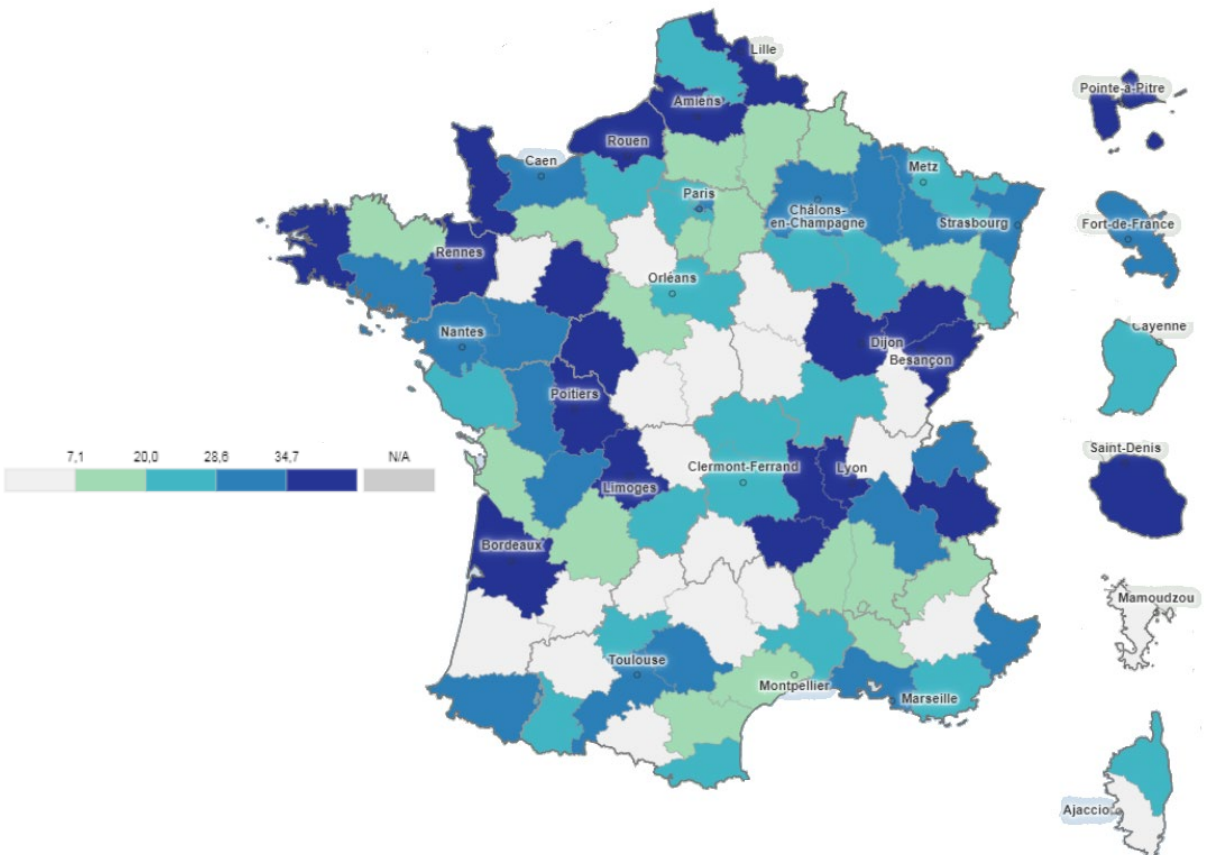 Lille
Pointe-à-Pitre
Amiens
Rouen
Caen
Metz
Paris
Châlons-
en-Champagne
Strasbourg
Fort-de-France
Rennes
Orléans
Nantes
Dijon
Besançon
Cayenne
Poitiers
7,1
20,0
28,6
34,7
N/A
Clermont-Ferrand
Lyon
Saint-Denis
Limoges
Bordeaux
Mamoudzou
Toulouse
Montpellier
Marseille
Ajaccio